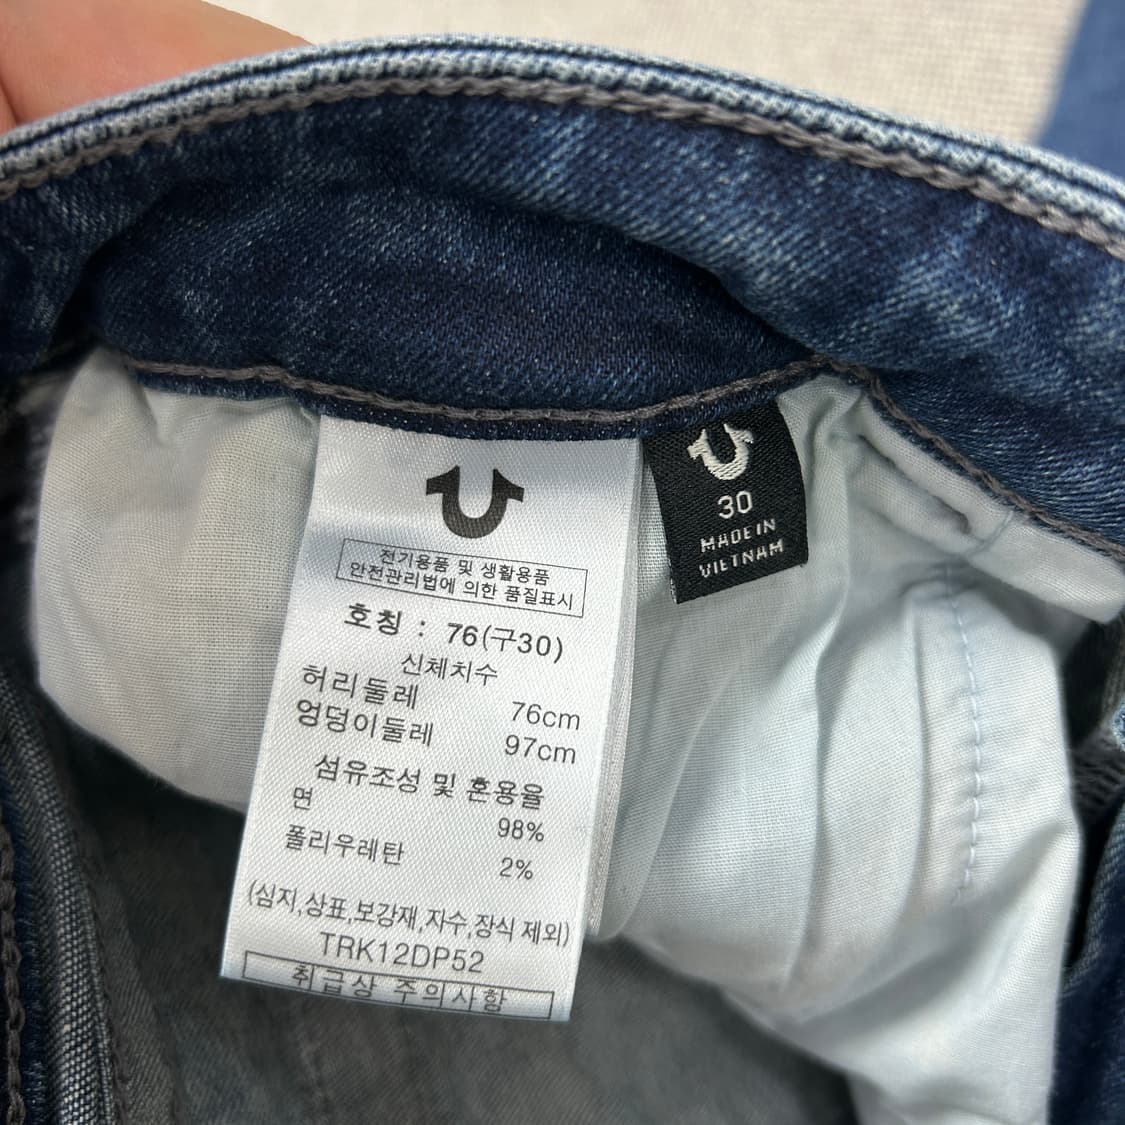 전기용품 및 생활용품
안전관리법에 의한 품질표시
호칭 : 76(구30)
신체치수
허리둘레 76cm
엉덩이둘레 97cm
섬유조성 및 혼용율
면 98%
폴리우레탄 2%
(심지,상표,보강재,자수,장식 제외)
TRK12DP52
취급상 주의사항
30
MADE IN
VIETNAM